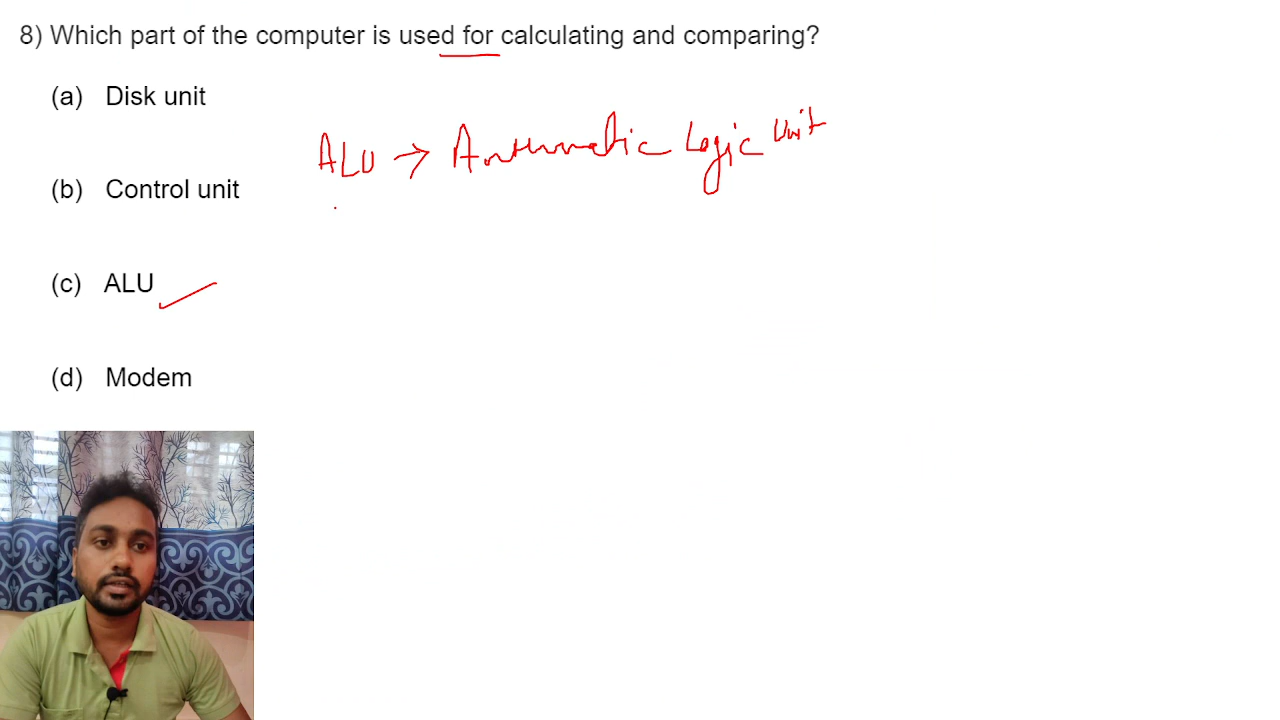 8) Which part of the computer is used for calculating and comparing?
(a) Disk unit
ALU → Arithmetic Logic Unit
(b) Control unit
(c) ALU
(d) Modem